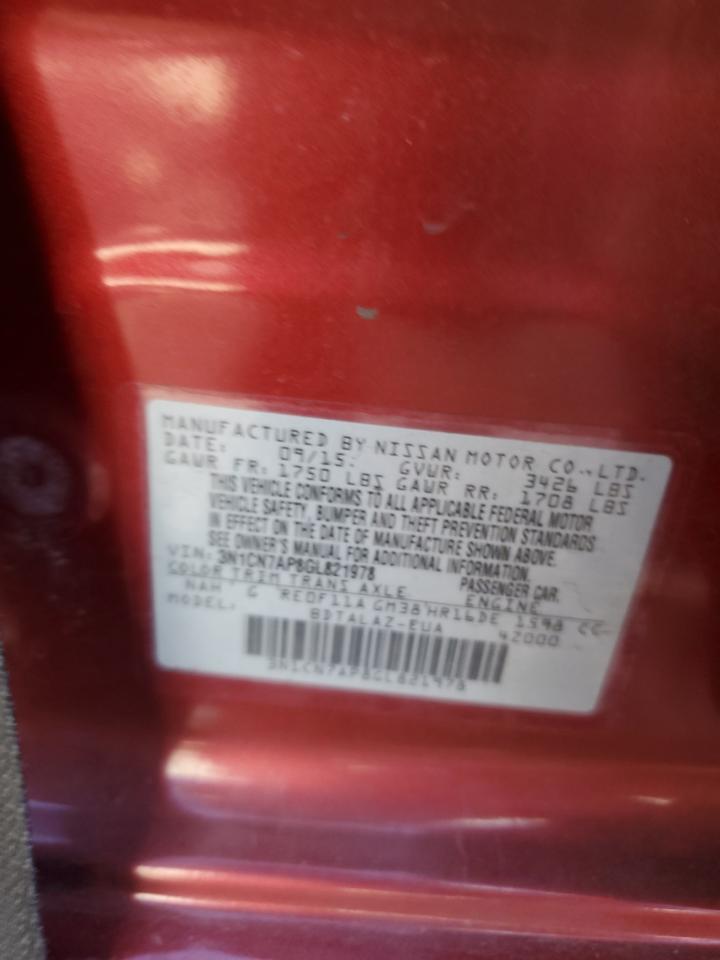 MANUFACTURED BY NISSAN MOTOR CO.,LTD.
DATE: 09/15. GVWR: 3426 LBS
GAWR FR: 1750 LBS GAWR RR: 1708 LBS
THIS VEHICLE CONFORMS TO ALL APPLICABLE FEDERAL MOTOR
VEHICLE SAFETY, BUMPER AND THEFT PREVENTION STANDARDS
IN EFFECT ON THE DATE OF MANUFACTURE SHOWN ABOVE.
SEE OWNER'S MANUAL FOR ADDITIONAL INFORMATION.
VIN: 3N1CN7AP8GL821978 PASSENGER CAR.
COLOR TRIM TRANS AXLE ENGINE
NAH G RE0F11A GM38 HR16DE 1598 CC
MODEL: BDTALAZ-EUA 42000
3N1CN7AP8GL821978